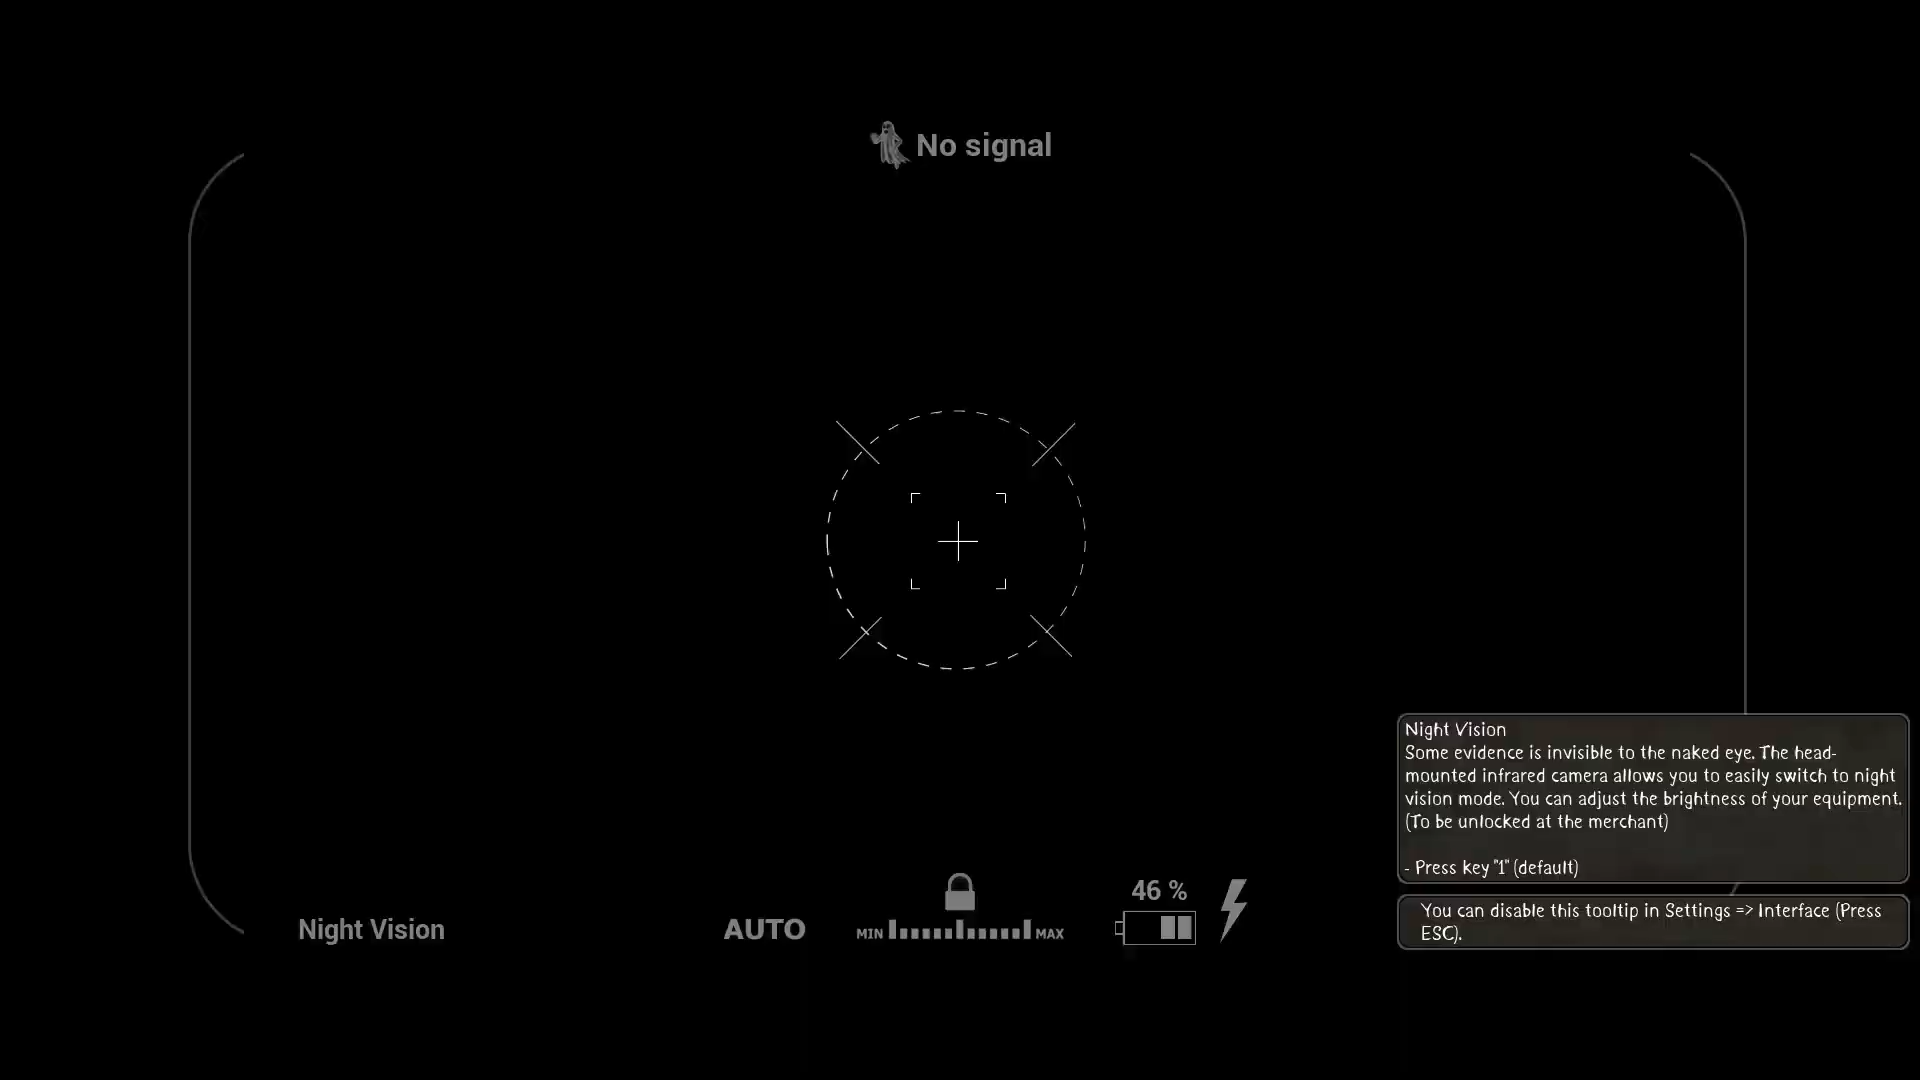 No signal
Night Vision
Some evidence is invisible to the naked eye. The head-
mounted infrared camera allows you to easily switch to night
vision mode. You can adjust the brightness of your equipment.
(To be unlocked at the merchant)
- Press key "1" (default)
You can disable this tooltip in Settings => Interface (Press
ESC).
46 %
Night Vision
AUTO
MIN
MAX